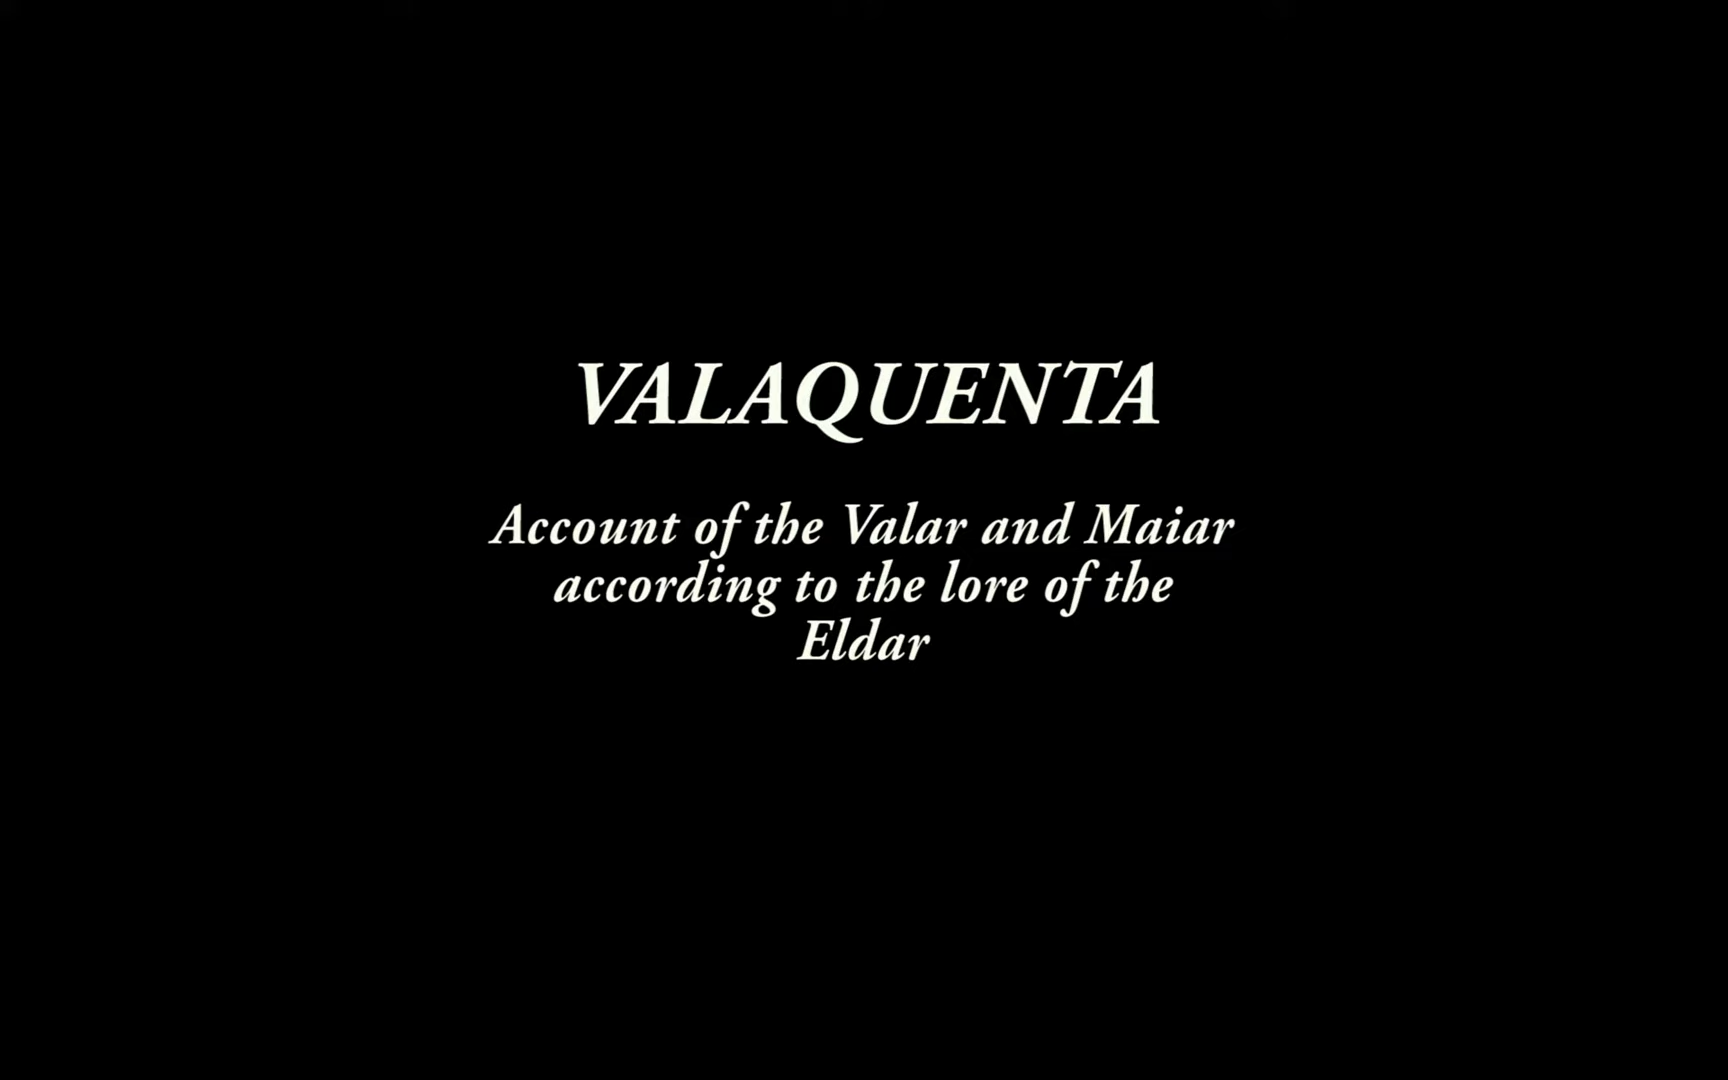 VALAQUENTA
Account of the Valar and Maiar
according to the lore of the
Eldar